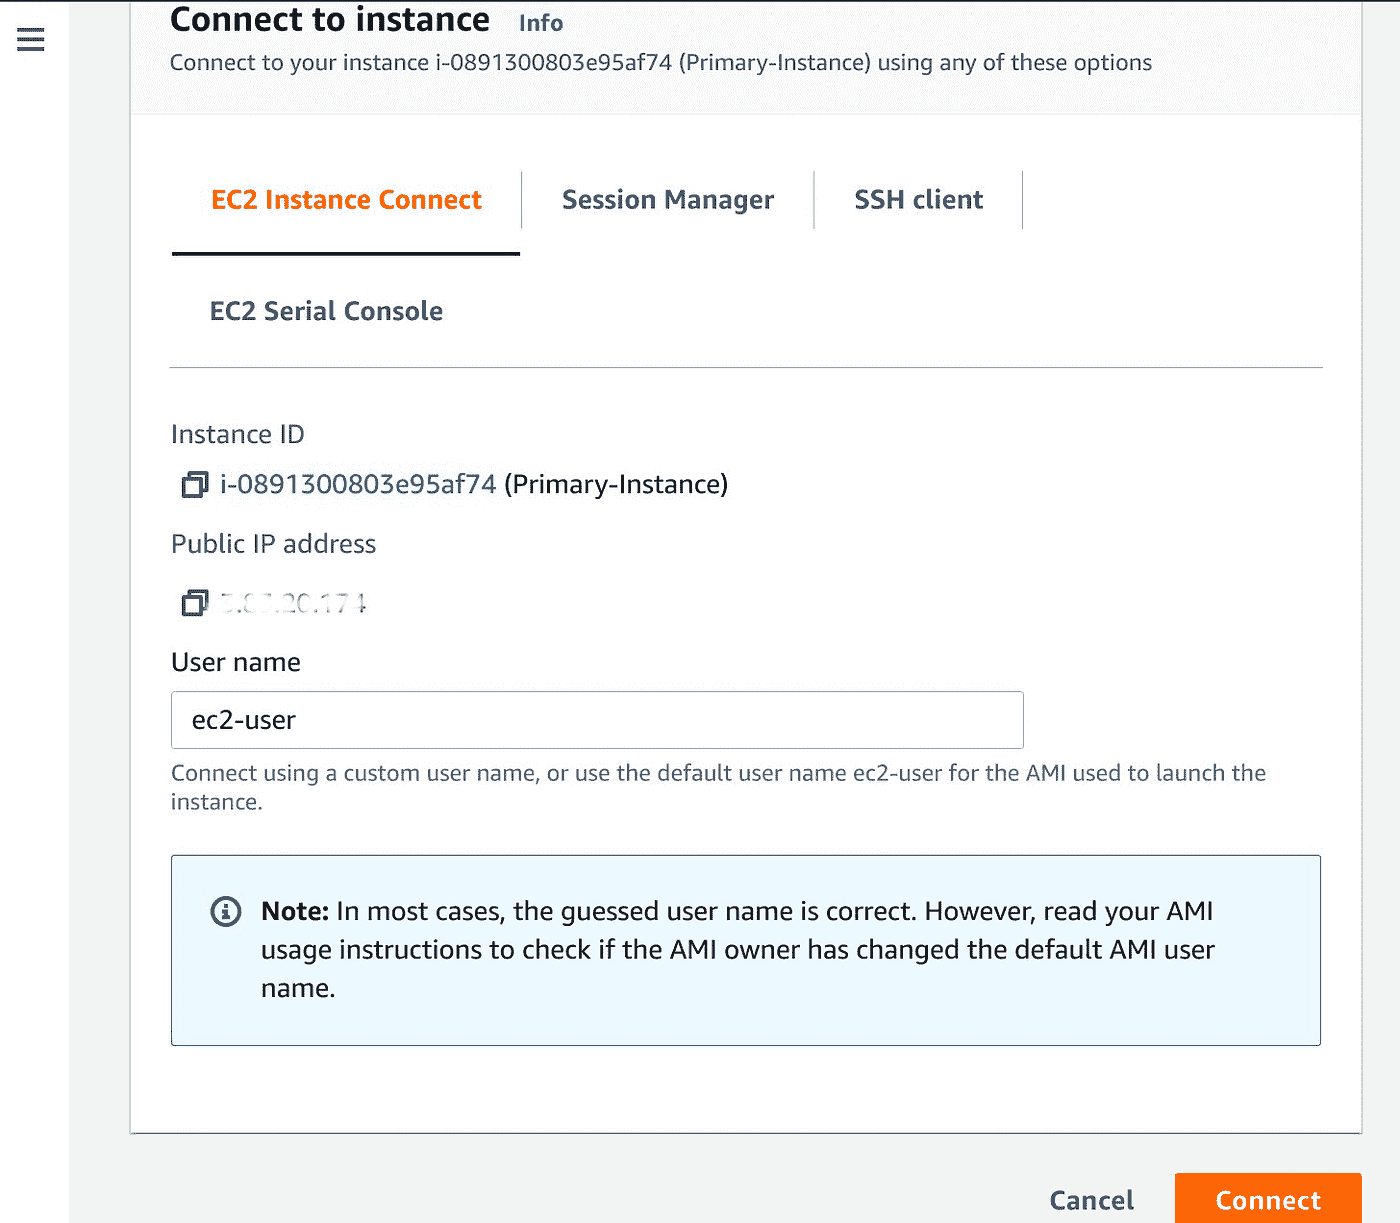 Connect to instance Info
Connect to your instance i-0891300803e95af74 (Primary-Instance) using any of these options
EC2 Instance Connect Session Manager SSH client
EC2 Serial Console
Instance ID
i-0891300803e95af74 (Primary-Instance)
Public IP address
User name
ec2-user
Connect using a custom user name, or use the default user name ec2-user for the AMI used to launch the
instance.
Note: In most cases, the guessed user name is correct. However, read your AMI
usage instructions to check if the AMI owner has changed the default AMI user
name.
Cancel Connect